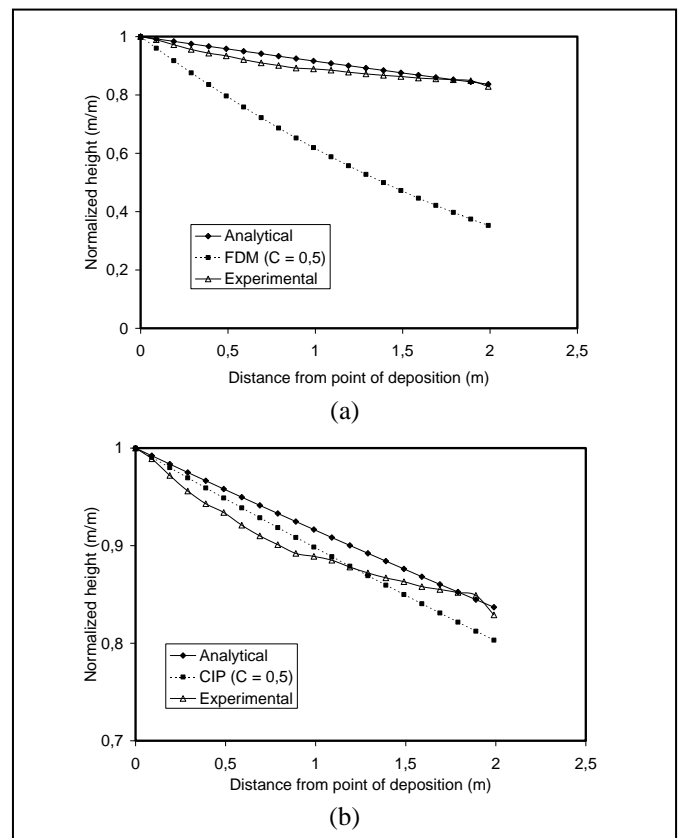 1
0,8
0,6
0,4
0,2
0
Normalized height (m/m)
Analytical
FDM (C = 0,5)
Experimental
0 0,5 1 1,5 2 2,5
Distance from point of deposition (m)
(a)
1
0,9
0,8
0,7
Normalized height (m/m)
Analytical
CIP (C = 0,5)
Experimental
0 0,5 1 1,5 2 2,5
Distance from point of deposition (m)
(b)